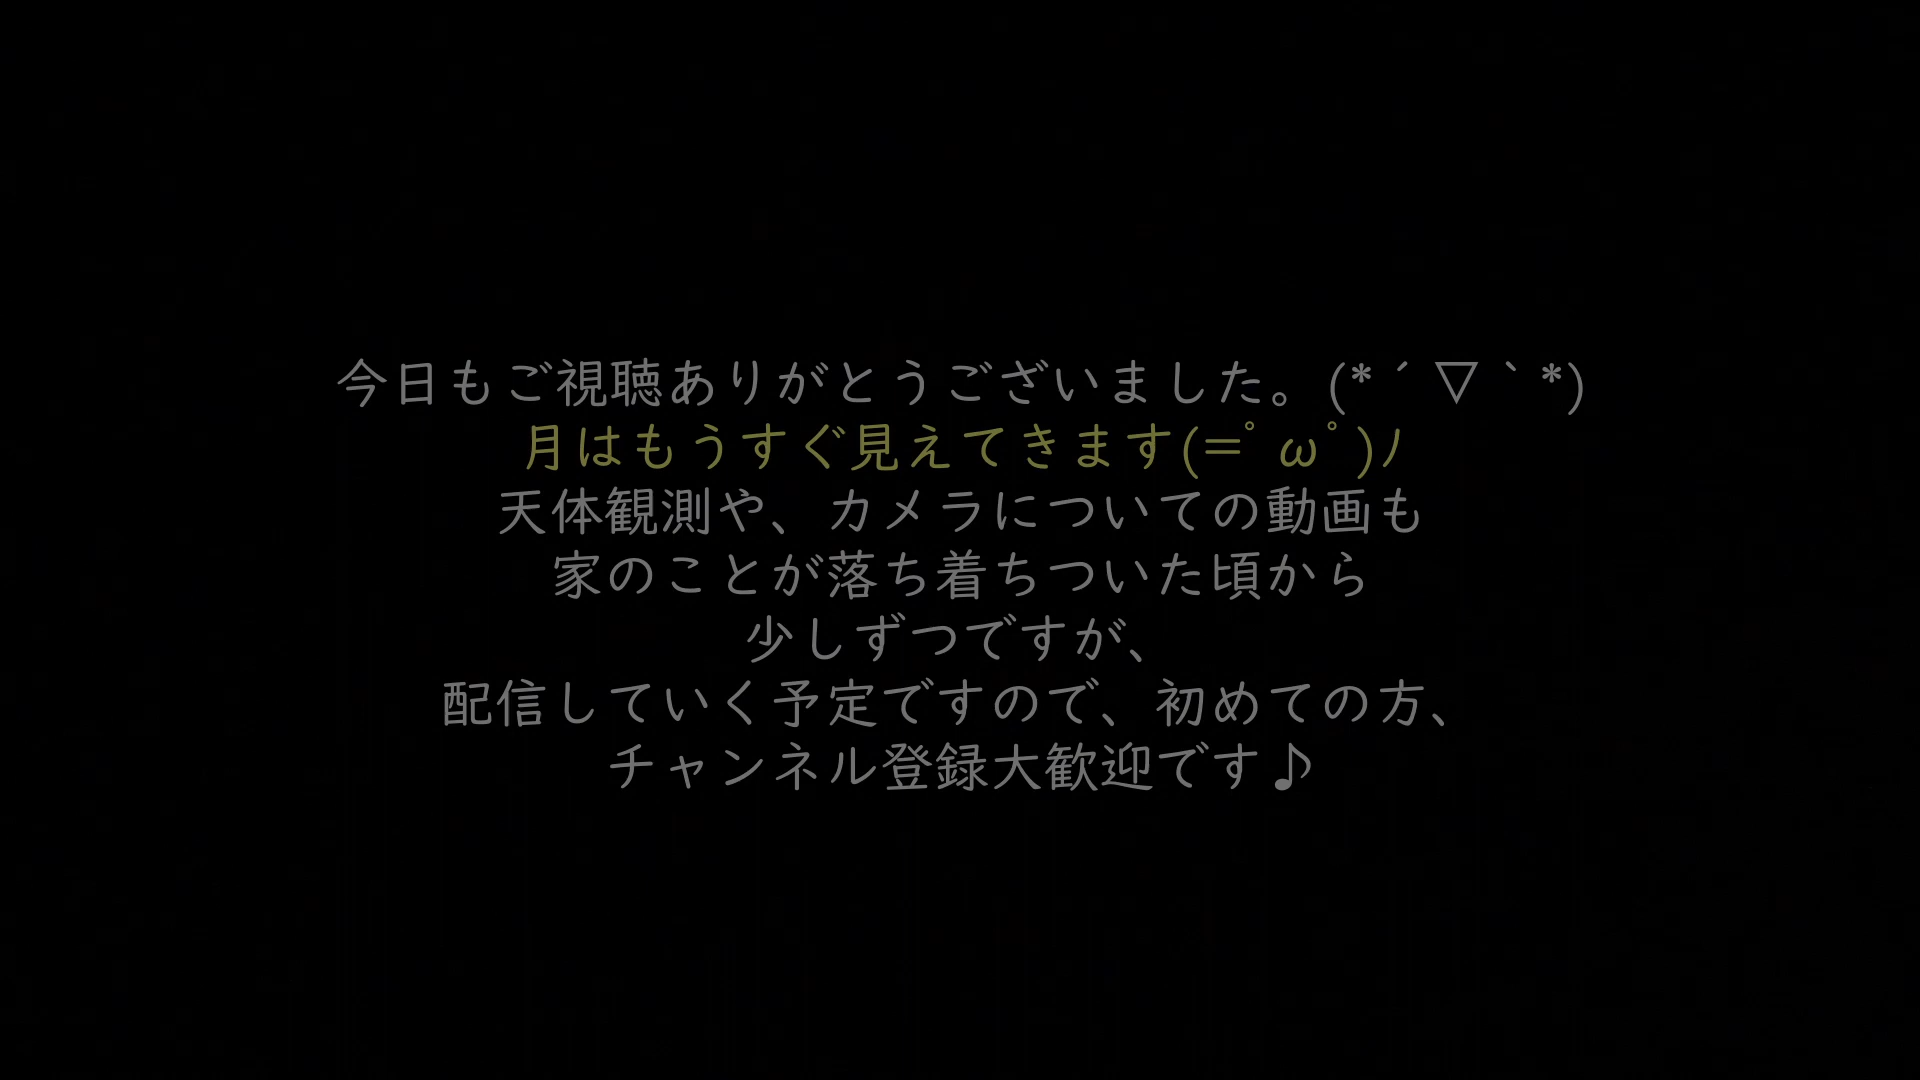 今日もご視聴ありがとうございました。(*´▽｀*)
月はもうすぐ見えてきます(=ﾟωﾟ)ﾉ
天体観測や、カメラについての動画も
家のことが落ち着ちついた頃から
少しずつですが、
配信していく予定ですので、初めての方、
チャンネル登録大歓迎です♪